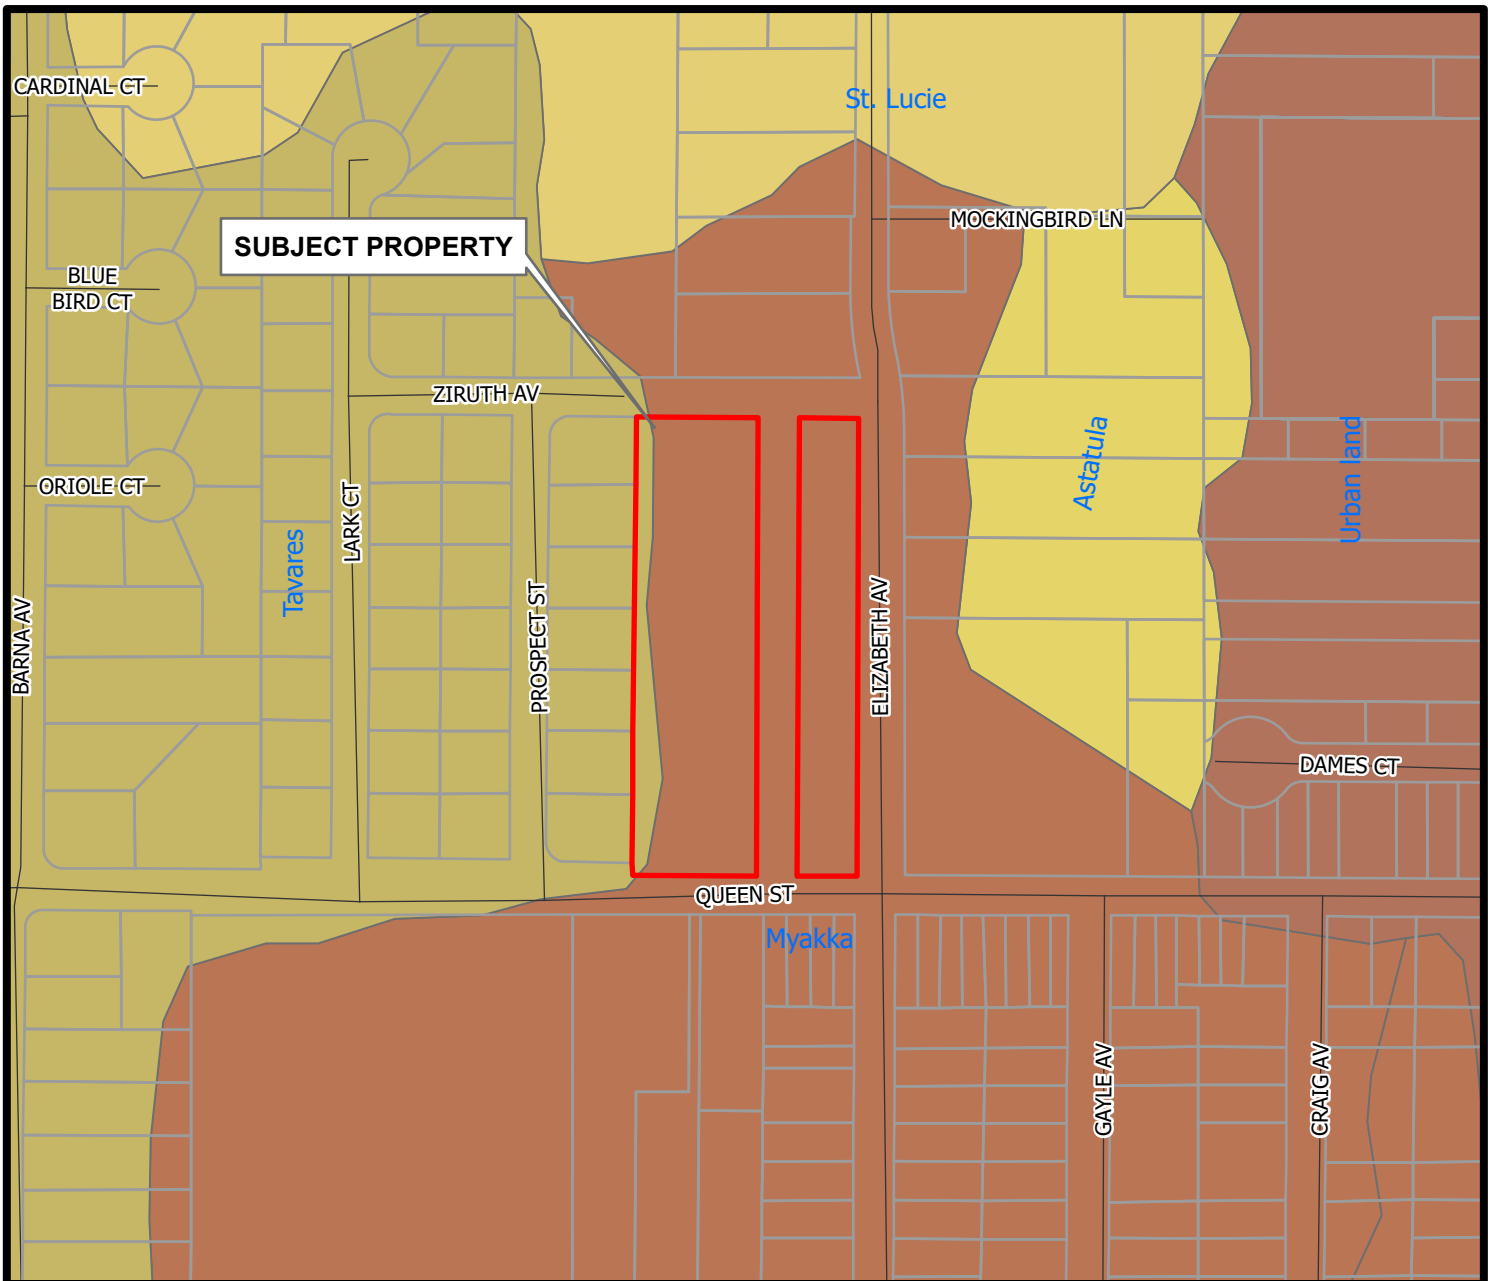 CARDINAL CT
St. Lucie
MOCKINGBIRD LN
SUBJECT PROPERTY
BLUE
BIRD CT
ZIRUTH AV
ORIOLE CT
LARK CT
Tavares
Astatula
Urban land
BARNA AV
PROSPECT ST
ELIZABETH AV
DAMES CT
QUEEN ST
Myakka
GAYLE AV
CRAIG AV